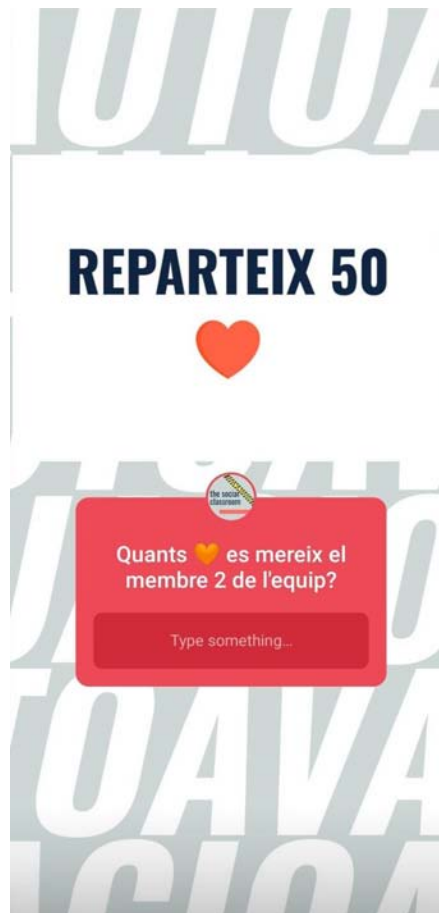 REPARTEIX 50
the social
classroom
Quants 🧡 es mereix el
membre 2 de l'equip?
Type something...